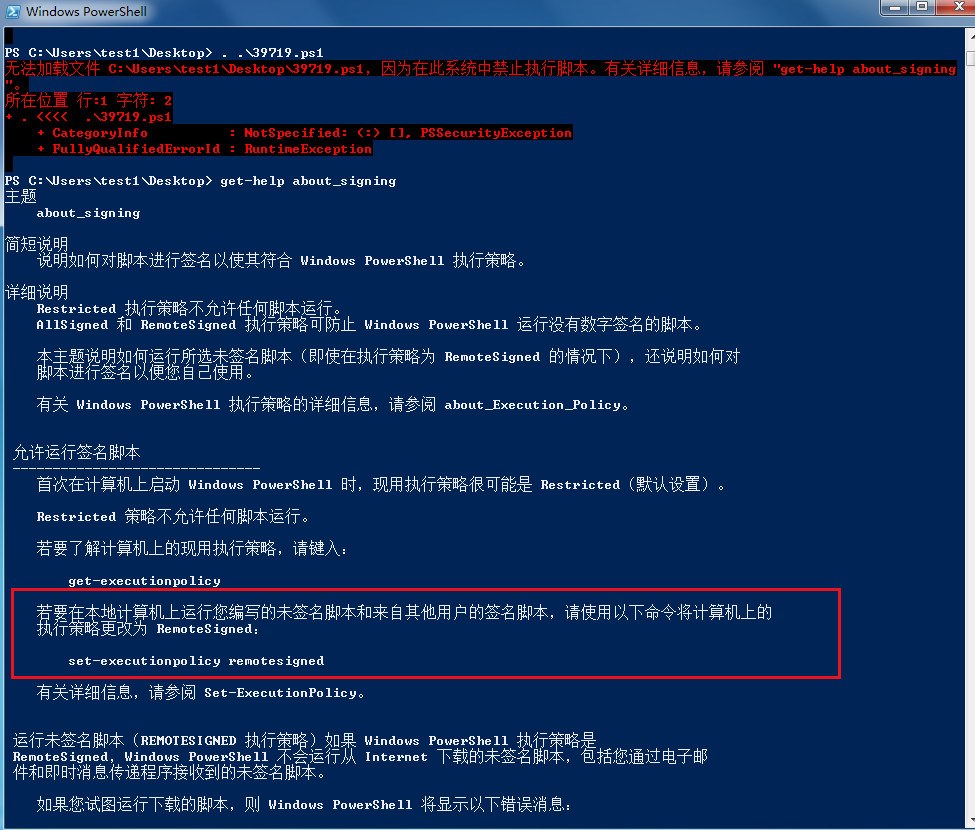 Windows PowerShell
PS C:\Users\test1\Desktop> . .\39719.ps1
无法加载文件 C:\Users\test1\Desktop\39719.ps1，因为在此系统中禁止执行脚本。有关详细信息，请参阅 "get-help about_signing
"。
所在位置 行:1 字符: 2
+ . <<<<  .\39719.ps1
    + CategoryInfo          : NotSpecified: (:) [], PSSecurityException
    + FullyQualifiedErrorId : RuntimeException
PS C:\Users\test1\Desktop> get-help about_signing
主题
    about_signing
简短说明
    说明如何对脚本进行签名以使其符合 Windows PowerShell 执行策略。
详细说明
    Restricted 执行策略不允许任何脚本运行。
    AllSigned 和 RemoteSigned 执行策略可防止 Windows PowerShell 运行没有数字签名的脚本。
    本主题说明如何运行所选未签名脚本（即使在执行策略为 RemoteSigned 的情况下），还说明如何对
    脚本进行签名以便您自己使用。
    有关 Windows PowerShell 执行策略的详细信息，请参阅 about_Execution_Policy。
 允许运行签名脚本
 -------------------------------
    首次在计算机上启动 Windows PowerShell 时，现用执行策略很可能是 Restricted（默认设置）。
    Restricted 策略不允许任何脚本运行。
    若要了解计算机上的现用执行策略，请键入：
        get-executionpolicy
    若要在本地计算机上运行您编写的未签名脚本和来自其他用户的签名脚本，请使用以下命令将计算机上的
    执行策略更改为 RemoteSigned：
        set-executionpolicy remotesigned
    有关详细信息，请参阅 Set-ExecutionPolicy。
 运行未签名脚本（REMOTESIGNED 执行策略）如果 Windows PowerShell 执行策略是
 RemoteSigned，Windows PowerShell 不会运行从 Internet 下载的未签名脚本，包括您通过电子邮
 件和即时消息传递程序接收到的未签名脚本。
    如果您试图运行下载的脚本，则 Windows PowerShell 将显示以下错误消息：